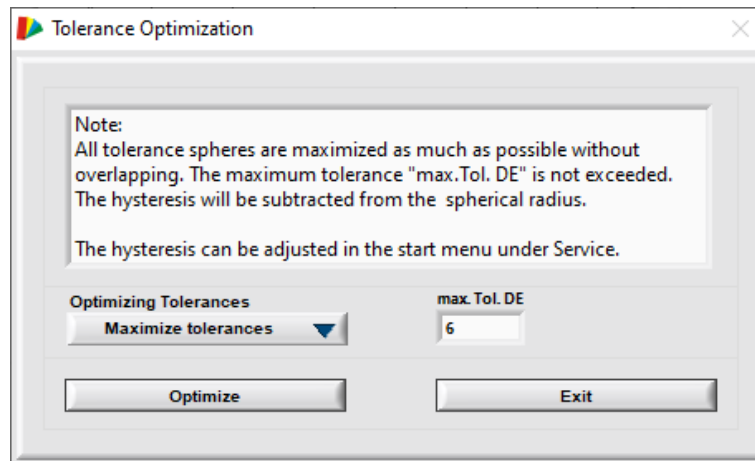 Tolerance Optimization
Note:
All tolerance spheres are maximized as much as possible without
overlapping. The maximum tolerance "max.Tol. DE" is not exceeded.
The hysteresis will be subtracted from the  spherical radius.
The hysteresis can be adjusted in the start menu under Service.
Optimizing Tolerances
max. Tol. DE
Maximize tolerances
6
Optimize
Exit